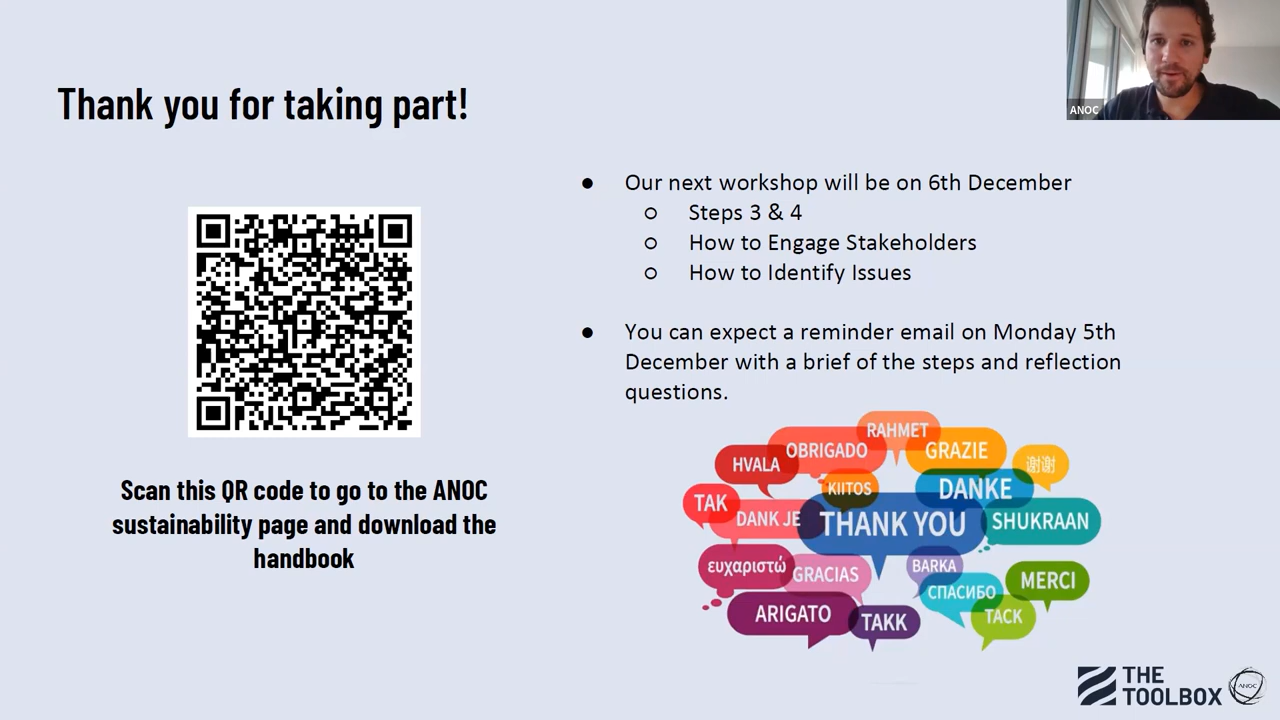 Thank you for taking part!
ANOC
Our next workshop will be on 6th December
Steps 3 & 4
How to Engage Stakeholders
How to Identify Issues
You can expect a reminder email on Monday 5th
December with a brief of the steps and reflection
questions.
Scan this QR code to go to the ANOC
sustainability page and download the
handbook
RAHMET
OBRIGADO
GRAZIE
HVALA
谢谢
KIITOS
DANKE
TAK
DANK JE
THANK YOU
SHUKRAAN
ευχαριστώ
GRACIAS
BARKA
MERCI
СПАСИБО
ARIGATO
TAKK
TACK
THE
TOOLBOX
ANOC